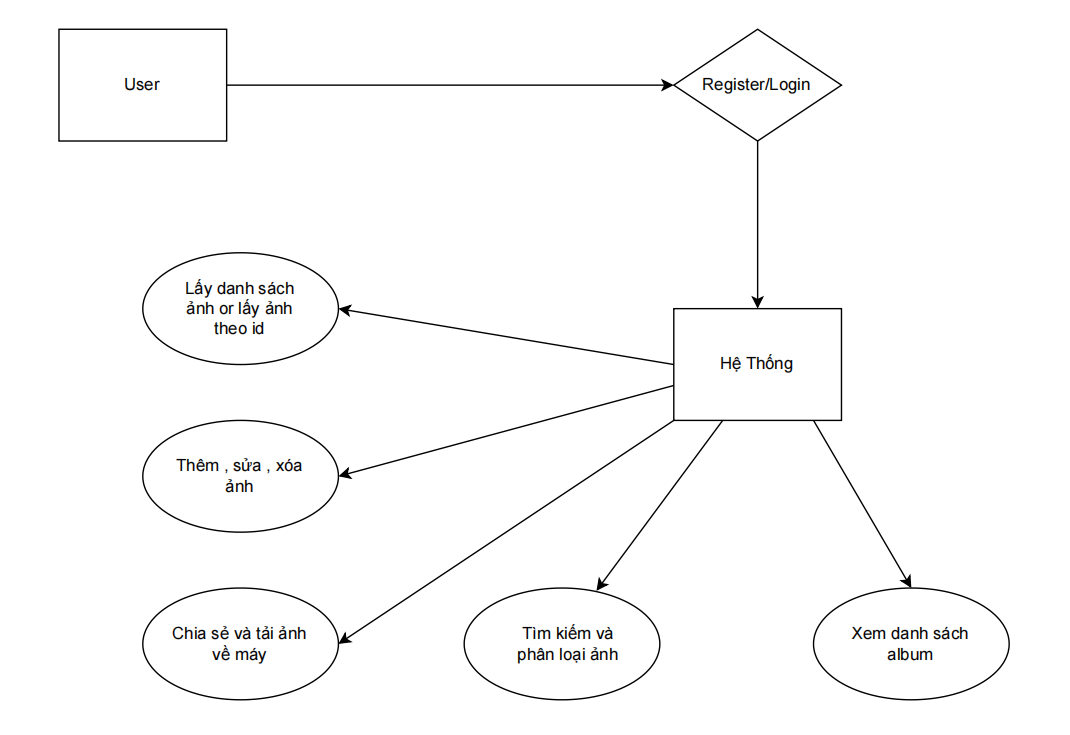 User
Register/Login
Lấy danh sách
ảnh or lấy ảnh
theo id
Hệ Thống
Thêm , sửa , xóa
ảnh
Chia sẻ và tải ảnh
về máy
Tìm kiếm và
phân loại ảnh
Xem danh sách
album